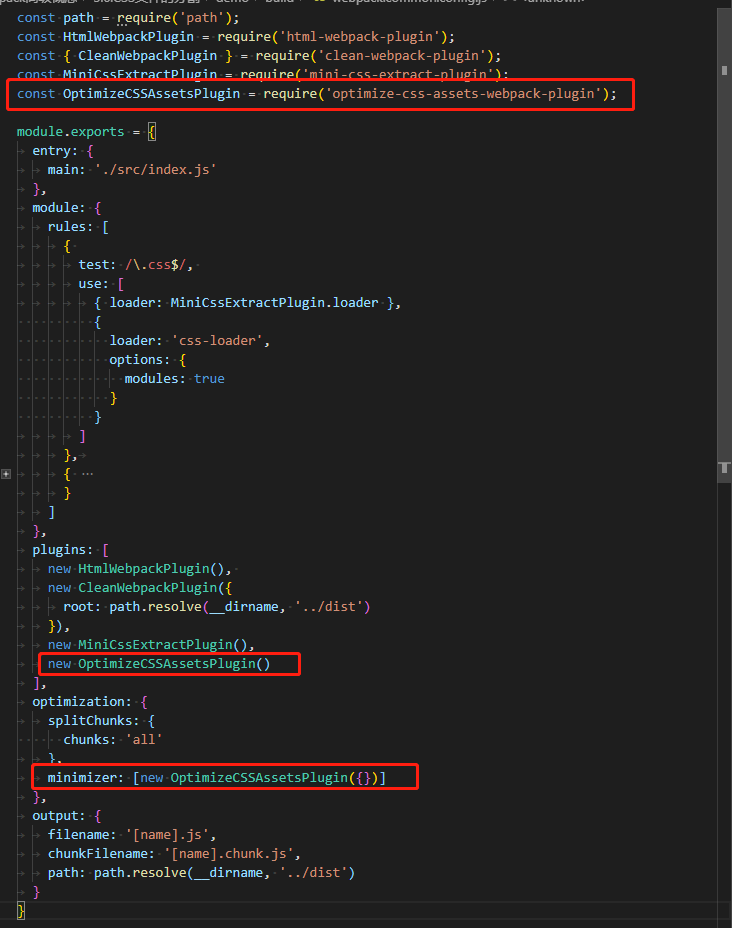 const path = require('path');
const HtmlWebpackPlugin = require('html-webpack-plugin');
const { CleanWebpackPlugin } = require('clean-webpack-plugin');
const MiniCssExtractPlugin = require('mini-css-extract-plugin');
const OptimizeCSSAssetsPlugin = require('optimize-css-assets-webpack-plugin');
module.exports = {
entry: {
main: './src/index.js'
},
module: {
rules: [
{
test: /\.css$/,
use: [
{ loader: MiniCssExtractPlugin.loader },
{
loader: 'css-loader',
options: {
modules: true
}
}
]
},
{ ...
}
]
},
plugins: [
new HtmlWebpackPlugin(),
new CleanWebpackPlugin({
root: path.resolve(__dirname, '../dist')
}),
new MiniCssExtractPlugin(),
new OptimizeCSSAssetsPlugin()
],
optimization: {
splitChunks: {
chunks: 'all'
},
minimizer: [new OptimizeCSSAssetsPlugin({})]
},
output: {
filename: '[name].js',
chunkFilename: '[name].chunk.js',
path: path.resolve(__dirname, '../dist')
}
}